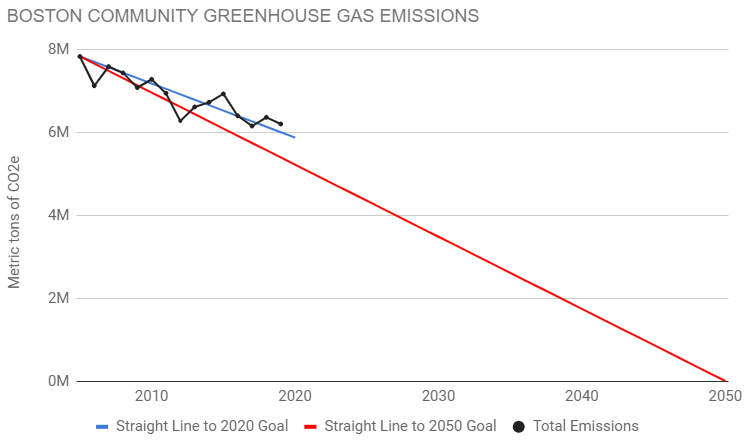 BOSTON COMMUNITY GREENHOUSE GAS EMISSIONS
8M
6M
4M
2M
0M
Metric tons of CO2e
2010 2020 2030 2040 2050
Straight Line to 2020 Goal Straight Line to 2050 Goal Total Emissions